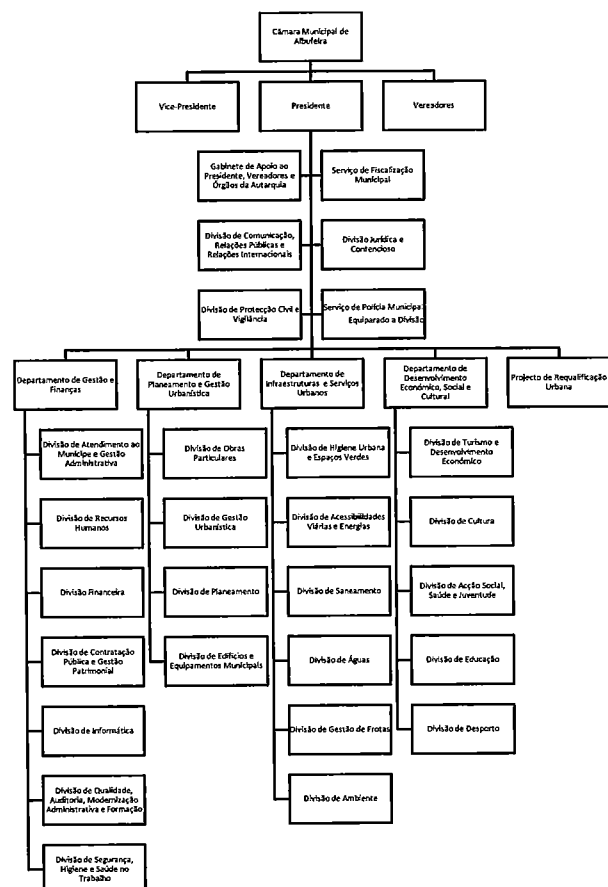 Câmara Municipal de
Albufeira
Vice-Presidente
Presidente
Vereadores
Gabinete de Apoio ao
Presidente, Vereadores e
Órgãos da Autarquia
Serviço de Fiscalização
Municipal
Divisão de Comunicação,
Relações Públicas e
Relações Internacionais
Divisão Jurídica e
Contencioso
Divisão de Protecção Civil e
Vigilância
Serviço de Polícia Municipal
Equiparado a Divisão
Departamento de Gestão e
Finanças
Departamento de
Planeamento e Gestão
Urbanística
Departamento de
Infraestruturas e Serviços
Urbanos
Departamento de
Desenvolvimento
Económico, Social e
Cultural
Projecto de Requalificação
Urbana
Divisão de Atendimento ao
Munícipe e Gestão
Administrativa
Divisão de Obras
Particulares
Divisão de Higiene Urbana
e Espaços Verdes
Divisão de Turismo e
Desenvolvimento
Económico
Divisão de Recursos
Humanos
Divisão de Gestão
Urbanística
Divisão de Acessibilidades
Viárias e Energias
Divisão de Cultura
Divisão Financeira
Divisão de Planeamento
Divisão de Saneamento
Divisão de Acção Social,
Saúde e Juventude
Divisão de Contratação
Pública e Gestão
Patrimonial
Divisão de Edifícios e
Equipamentos Municipais
Divisão de Águas
Divisão de Educação
Divisão de Informática
Divisão de Gestão de Frotas
Divisão de Desporto
Divisão de Qualidade,
Auditoria, Modernização
Administrativa e Formação
Divisão de Ambiente
Divisão de Segurança,
Higiene e Saúde no
Trabalho